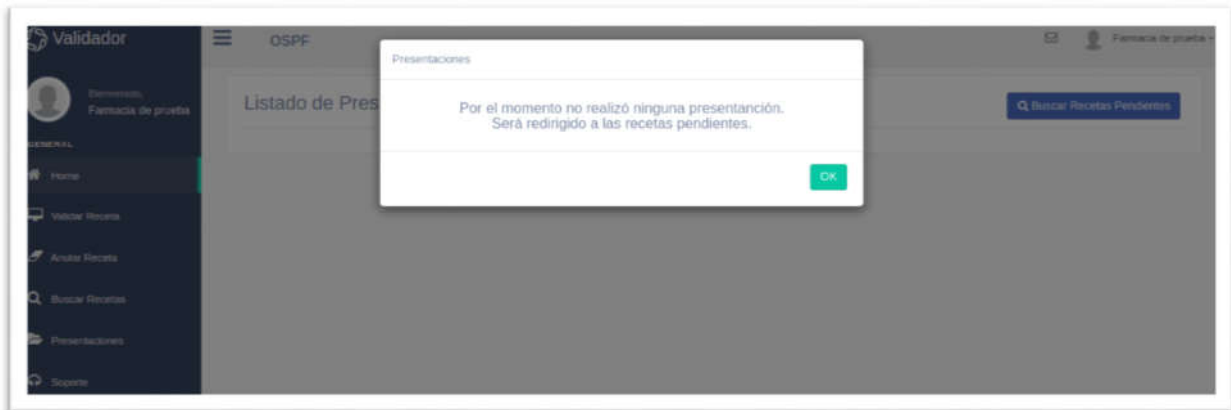 Validador
OSPF
Farmacia de prueba
Bienvenido,
Farmacia de prueba
GENERAL
Home
Validar Receta
Anular Receta
Buscar Recetas
Presentaciones
Soporte
Listado de Pres
Buscar Recetas Pendientes
Presentaciones
Por el momento no realizó ninguna presentanción.
Será redirigido a las recetas pendientes.
OK